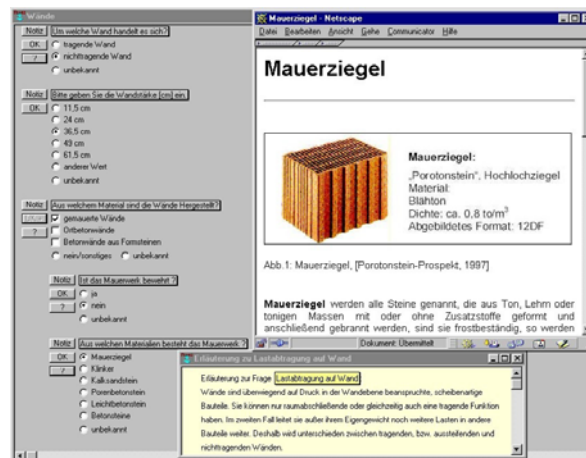 Wände
Notiz Um welche Wand handelt es sich?
OK tragende Wand
? nichttragende Wand
unbekannt
Notiz Bitte geben Sie die Wandstärke [cm] ein.
OK 11,5 cm
24 cm
36,5 cm
49 cm
61,5 cm
anderer Wert
unbekannt
Notiz Aus welchem Material sind die Wände Hergestellt?
gemauerte Wände
? Ortbetonwände
Betonwände aus Formsteinen
nein/sonstiges unbekannt
Notiz Ist das Mauerwerk bewehrt ?
OK ja
? nein
unbekannt
Notiz Aus welchen Materialien besteht das Mauerwerk ?
OK Mauerziegel
? Klinker
Kalksandstein
Porenbetonstein
Leichtbetonstein
Betonsteine
unbekannt
Mauerziegel - Netscape
Datei Bearbeiten Ansicht Gehe Communicator Hilfe
Mauerziegel
Mauerziegel:
„Porotonstein", Hochlochziegel
Material:
Blähton
Dichte: ca. 0,8 to/m³
Abgebildetes Format: 12DF
Abb.1: Mauerziegel, [Porotonstein-Prospekt, 1997]
Mauerziegel werden alle Steine genannt, die aus Ton, Lehm oder
tonigen Massen mit oder ohne Zusatzstoffe geformt und
anschließend gebrannt werden, sind sie frostbeständig, so werden
Dokument: Übermittelt
Erläuterung zu Lastabtragung auf Wand
Erläuterung zur Frage Lastabtragung auf Wand:
Wände sind überwiegend auf Druck in der Wandebene beanspruchte, scheibenartige
Bauteile. Sie können nur raumabschließende oder gleichzeitig auch eine tragende Funktion
haben. Im zweiten Fall leitet sie außer ihrem Eigengewicht noch weitere Lasten in andere
Bauteile weiter. Deshalb wird unterschieden zwischen tragenden, bzw. aussteifenden und
nichttragenden Wänden.